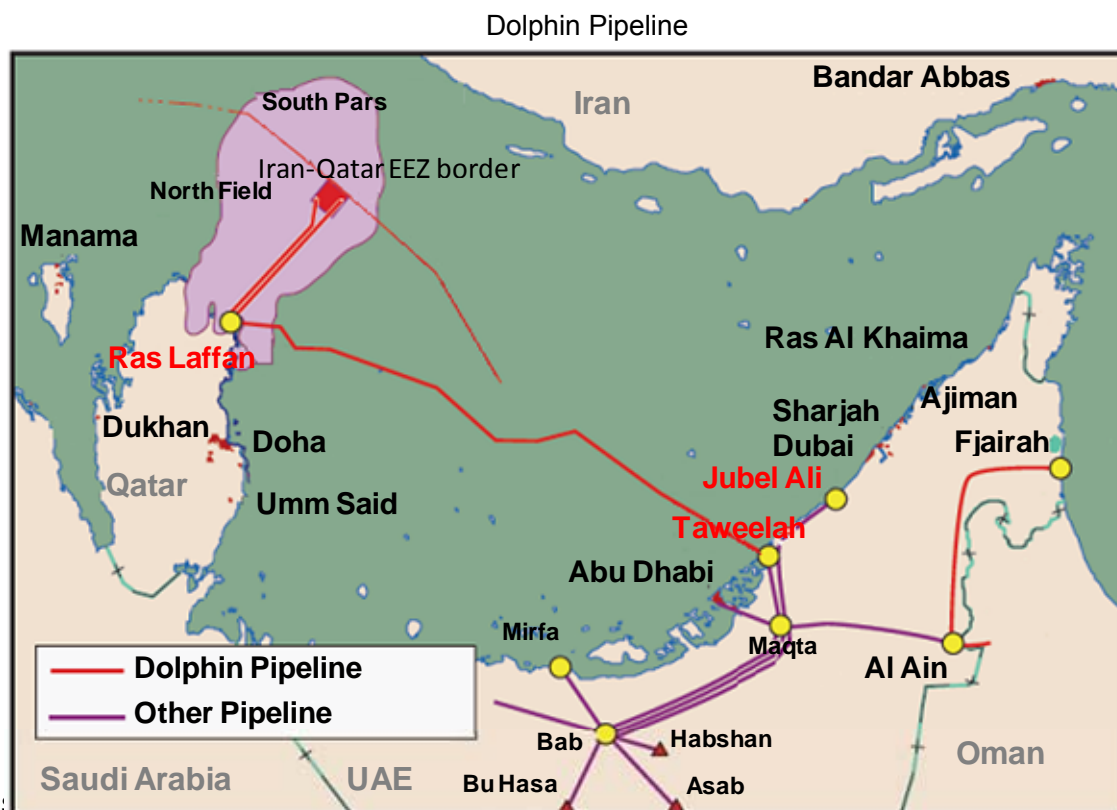 Dolphin Pipeline
Bandar Abbas
Iran
South Pars
Iran-Qatar EEZ border
North Field
Manama
Ras Laffan
Ras Al Khaima
Ajiman
Sharjah
Dubai
Dukhan
Doha
Fjairah
Jubel Ali
Qatar
Umm Said
Taweelah
Abu Dhabi
Mirfa
Maqta
Al Ain
Dolphin Pipeline
Other Pipeline
Bab
Habshan
Oman
Saudi Arabia
UAE
Bu Hasa
Asab